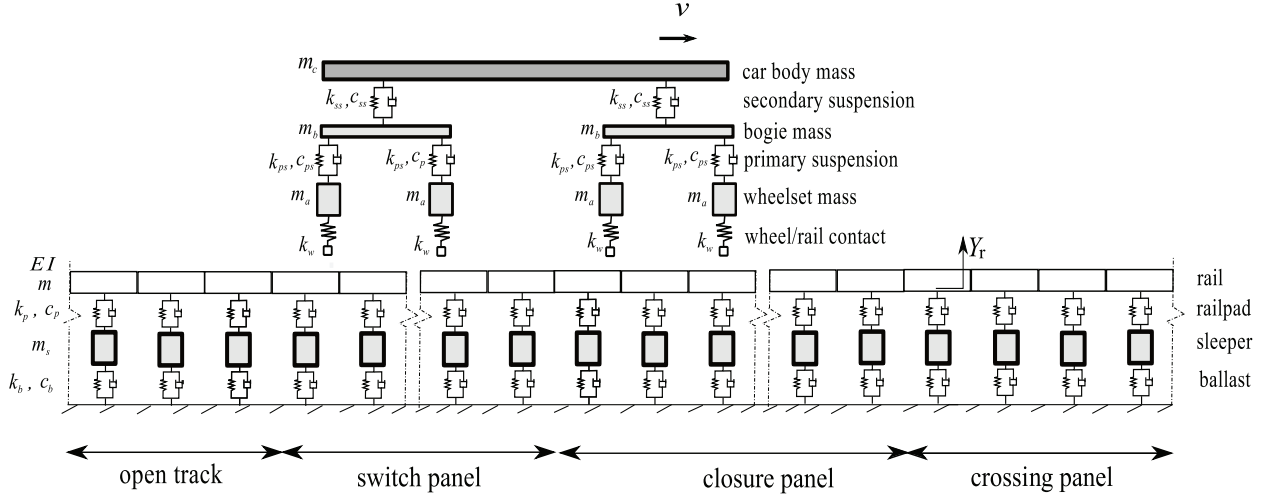 v
m_c car body mass
k_ss, c_ss k_ss, c_ss secondary suspension
m_b m_b bogie mass
k_ps, c_ps k_ps, c_p k_ps, c_ps k_ps, c_ps primary suspension
m_a m_a m_a m_a wheelset mass
k_w k_w k_w k_w wheel/rail contact
Y_r
EI
m rail
k_p , c_p railpad
m_s sleeper
k_b , c_b ballast
open track switch panel closure panel crossing panel